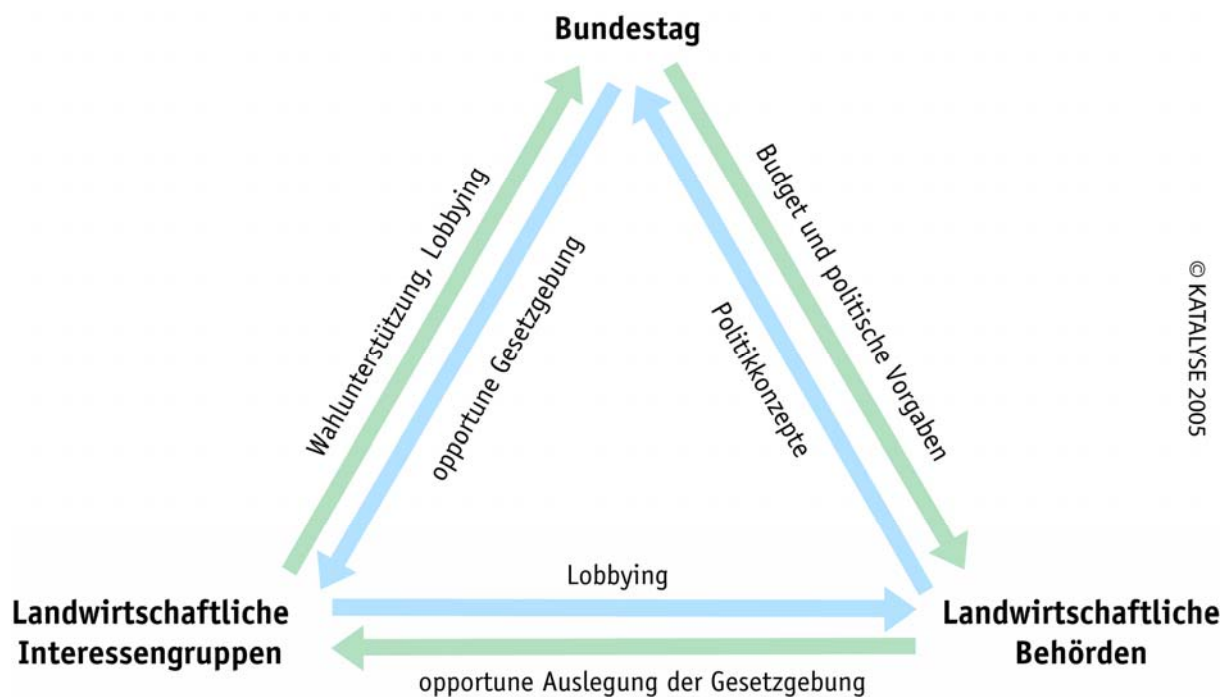 Bundestag
Wahlunterstützung, Lobbying
opportune Gesetzgebung
Politikkonzepte
Budget und politische Vorgaben
© KATALYSE 2005
Lobbying
Landwirtschaftliche
Interessengruppen
Landwirtschaftliche
Behörden
opportune Auslegung der Gesetzgebung